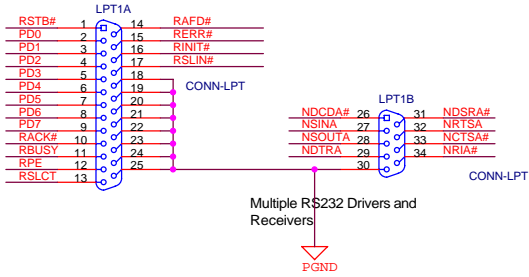 LPT1A
RSTB# 1 14 RAFD#
PD0 2 15 RERR#
PD1 3 16 RINIT#
PD2 4 17 RSLIN#
PD3 5 18
PD4 6 19 CONN-LPT
PD5 7 20
PD6 8 21
PD7 9 22
RACK# 10 23
RBUSY 11 24
RPE 12 25
RSLCT 13
LPT1B
NDCDA# 26 31 NDSRA#
NSINA 27 32 NRTSA
NSOUTA 28 33 NCTSA#
NDTRA 29 34 NRIA#
30
CONN-LPT
Multiple RS232 Drivers and
Receivers
PGND